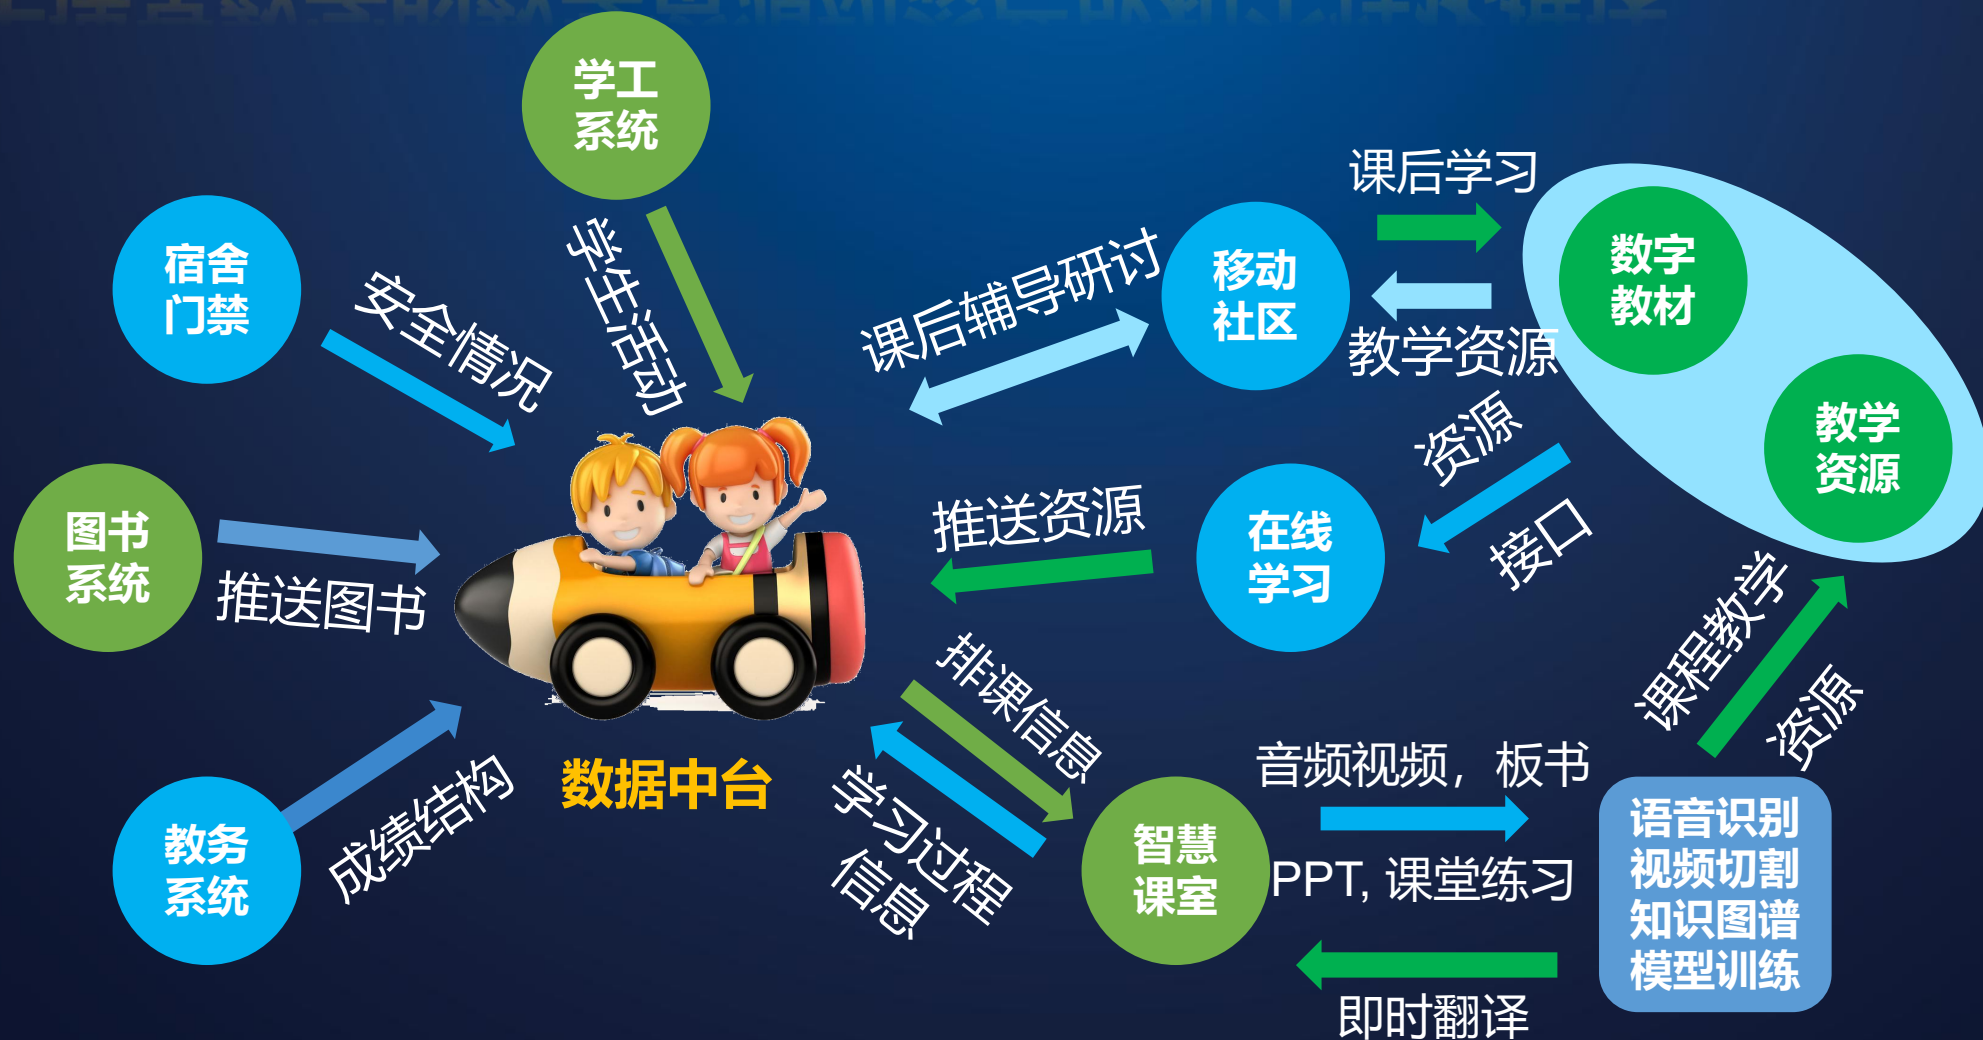 学工
系统
宿舍
门禁
安全情况
学生活动
课后辅导研讨
移动
社区
课后学习
教学资源
数字
教材
教学
资源
资源
接口
图书
系统
推送图书
推送资源
在线
学习
课程教学
资源
教务
系统
成绩结构
数据中台
排课信息
学习过程
信息
智慧
课室
音频视频，板书
PPT, 课堂练习
即时翻译
语音识别
视频切割
知识图谱
模型训练